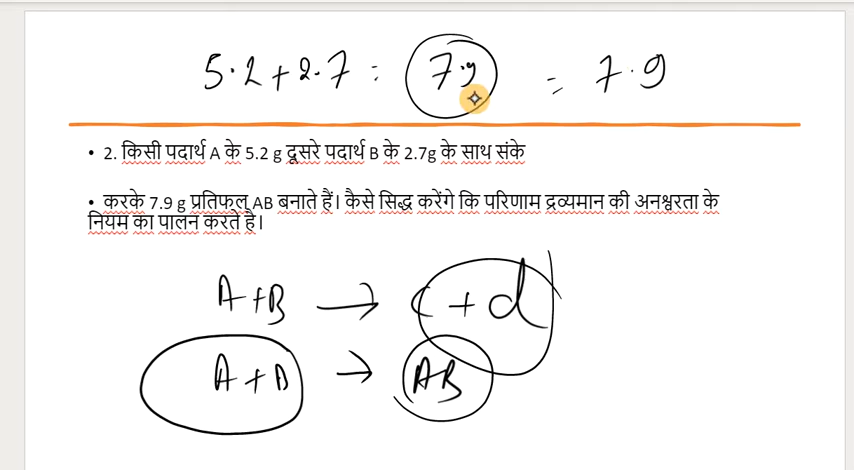 5.2+2.7 = 7.9 = 7.9
• 2. किसी पदार्थ A के 5.2 g दूसरे पदार्थ B के 2.7g के साथ संके
• करके 7.9 g प्रतिफल AB बनाते हैं। कैसे सिद्ध करेंगे कि परिणाम द्रव्यमान की अनश्वरता के
नियम का पालन करते है।
A+B → c + d
A + B → AB